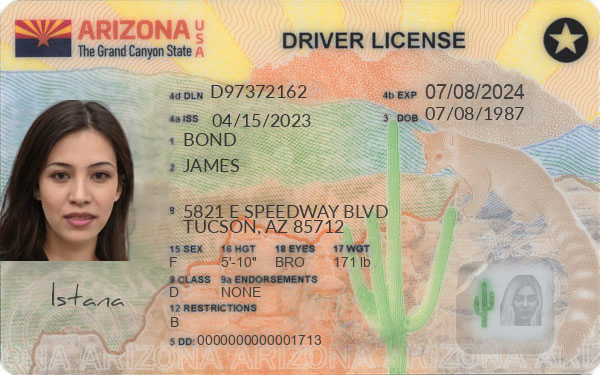 ARIZONA USA
The Grand Canyon State
DRIVER LICENSE
4d DLN D97372162
4b EXP 07/08/2024
4a ISS 04/15/2023
3 DOB 07/08/1987
1 BOND
2 JAMES
8 5821 E SPEEDWAY BLVD
TUCSON, AZ 85712
15 SEX 16 HGT 18 EYES 17 WGT
F 5'-10" BRO 171 lb
9 CLASS 9a ENDORSEMENTS
D NONE
12 RESTRICTIONS
B
5 DD: 0000000000001713
Istana
ARIZONA ARIZONA ARIZONA ARIZONA